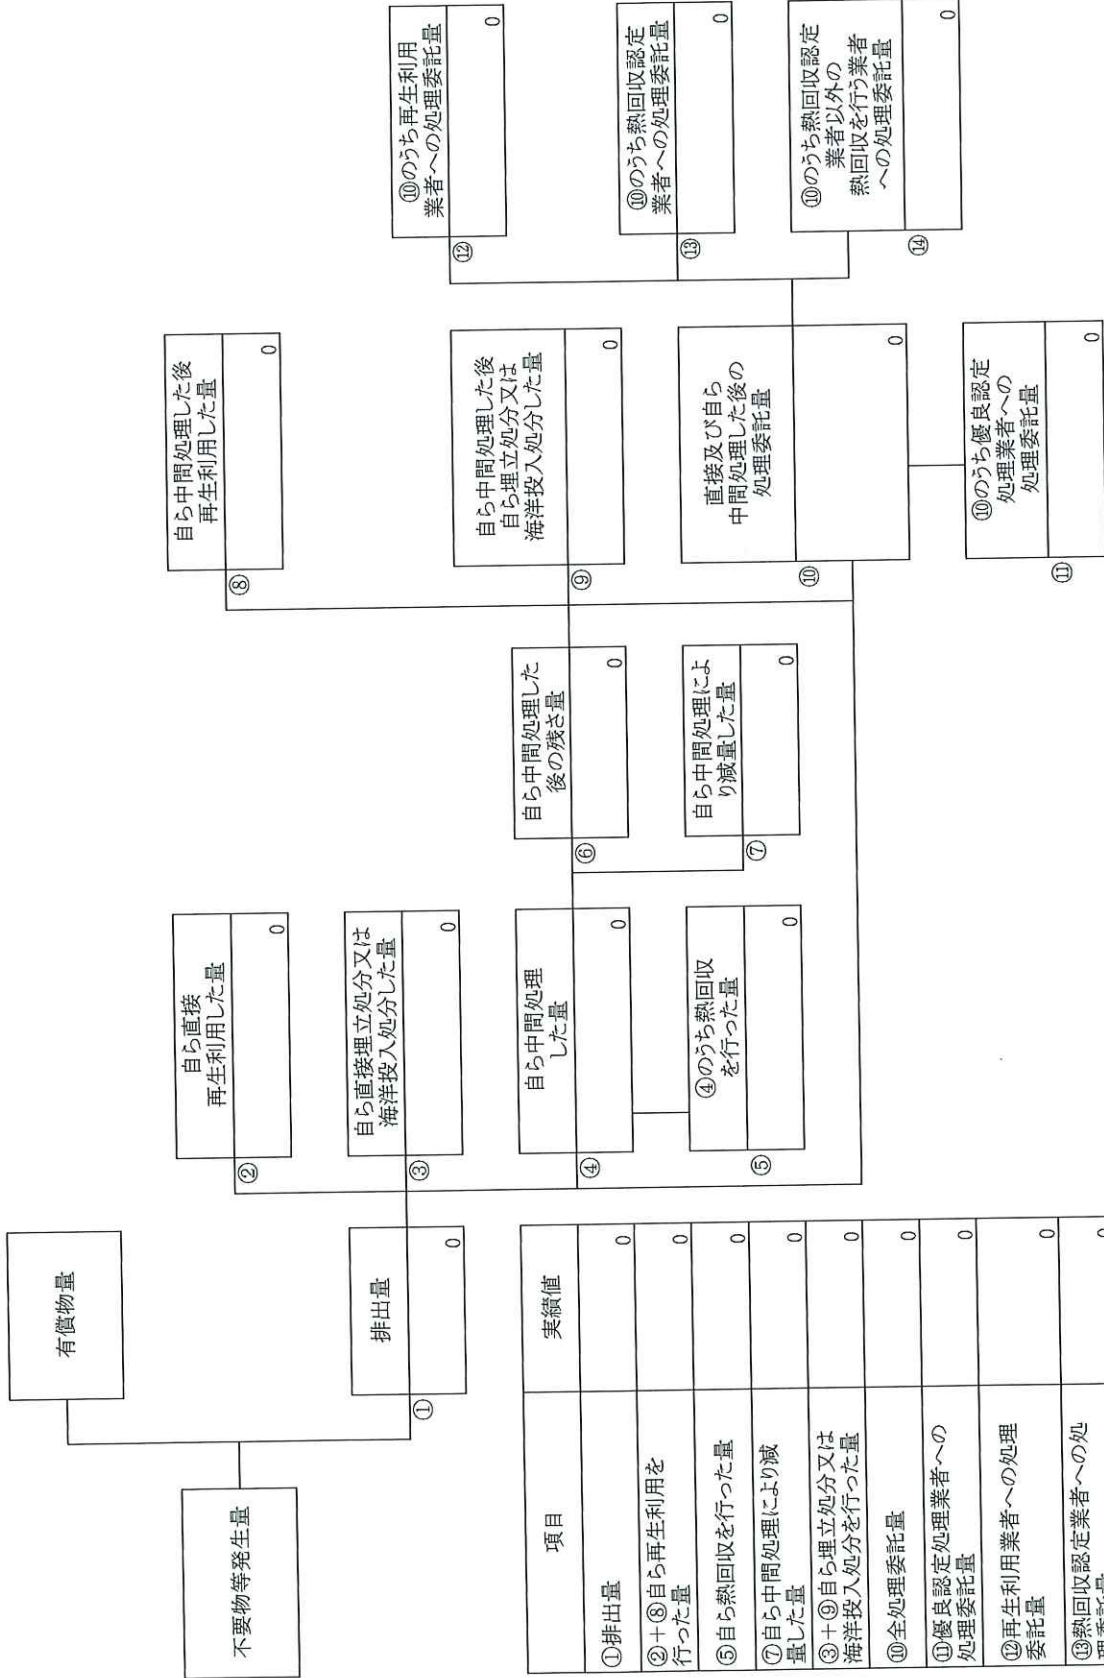 不要物等発生量
有償物量
排出量
①
0
自ら直接
再生利用した量
②
0
自ら直接埋立処分又は
海洋投入処分した量
③
0
自ら中間処理
した量
④
0
④のうち熱回収
を行った量
⑤
0
自ら中間処理した
後の残さ量
⑥
0
自ら中間処理によ
り減量した量
⑦
0
自ら中間処理した後
再生利用した量
⑧
0
自ら中間処理した後
自ら埋立処分又は
海洋投入処分した量
⑨
0
直接及び自ら
中間処理した後の
処理委託量
⑩
0
⑩のうち優良認定
処理業者への
処理委託量
⑪
0
⑩のうち再生利用
業者への処理委託量
⑫
0
⑩のうち熱回収認定
業者への処理委託量
⑬
0
⑩のうち熱回収認定
業者以外の
熱回収を行う業者
への処理委託量
⑭
0
項目 実績値
①排出量 0
②+⑧自ら再生利用を
行った量 0
⑤自ら熱回収を行った量 0
⑦自ら中間処理により減
量した量 0
③+⑨自ら埋立処分又は
海洋投入処分を行った量 0
⑩全処理委託量 0
⑪優良認定処理業者への
処理委託量 0
⑫再生利用業者への処理
委託量 0
⑬熱回収認定業者への処
理委託量 0